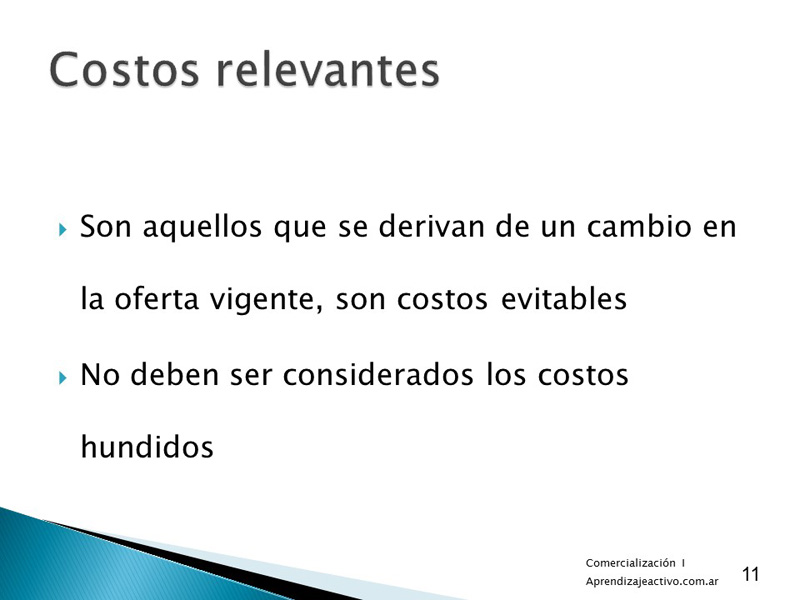 Costos relevantes
Son aquellos que se derivan de un cambio en
la oferta vigente, son costos evitables
No deben ser considerados los costos
hundidos
Comercialización I
Aprendizajeactivo.com.ar
11